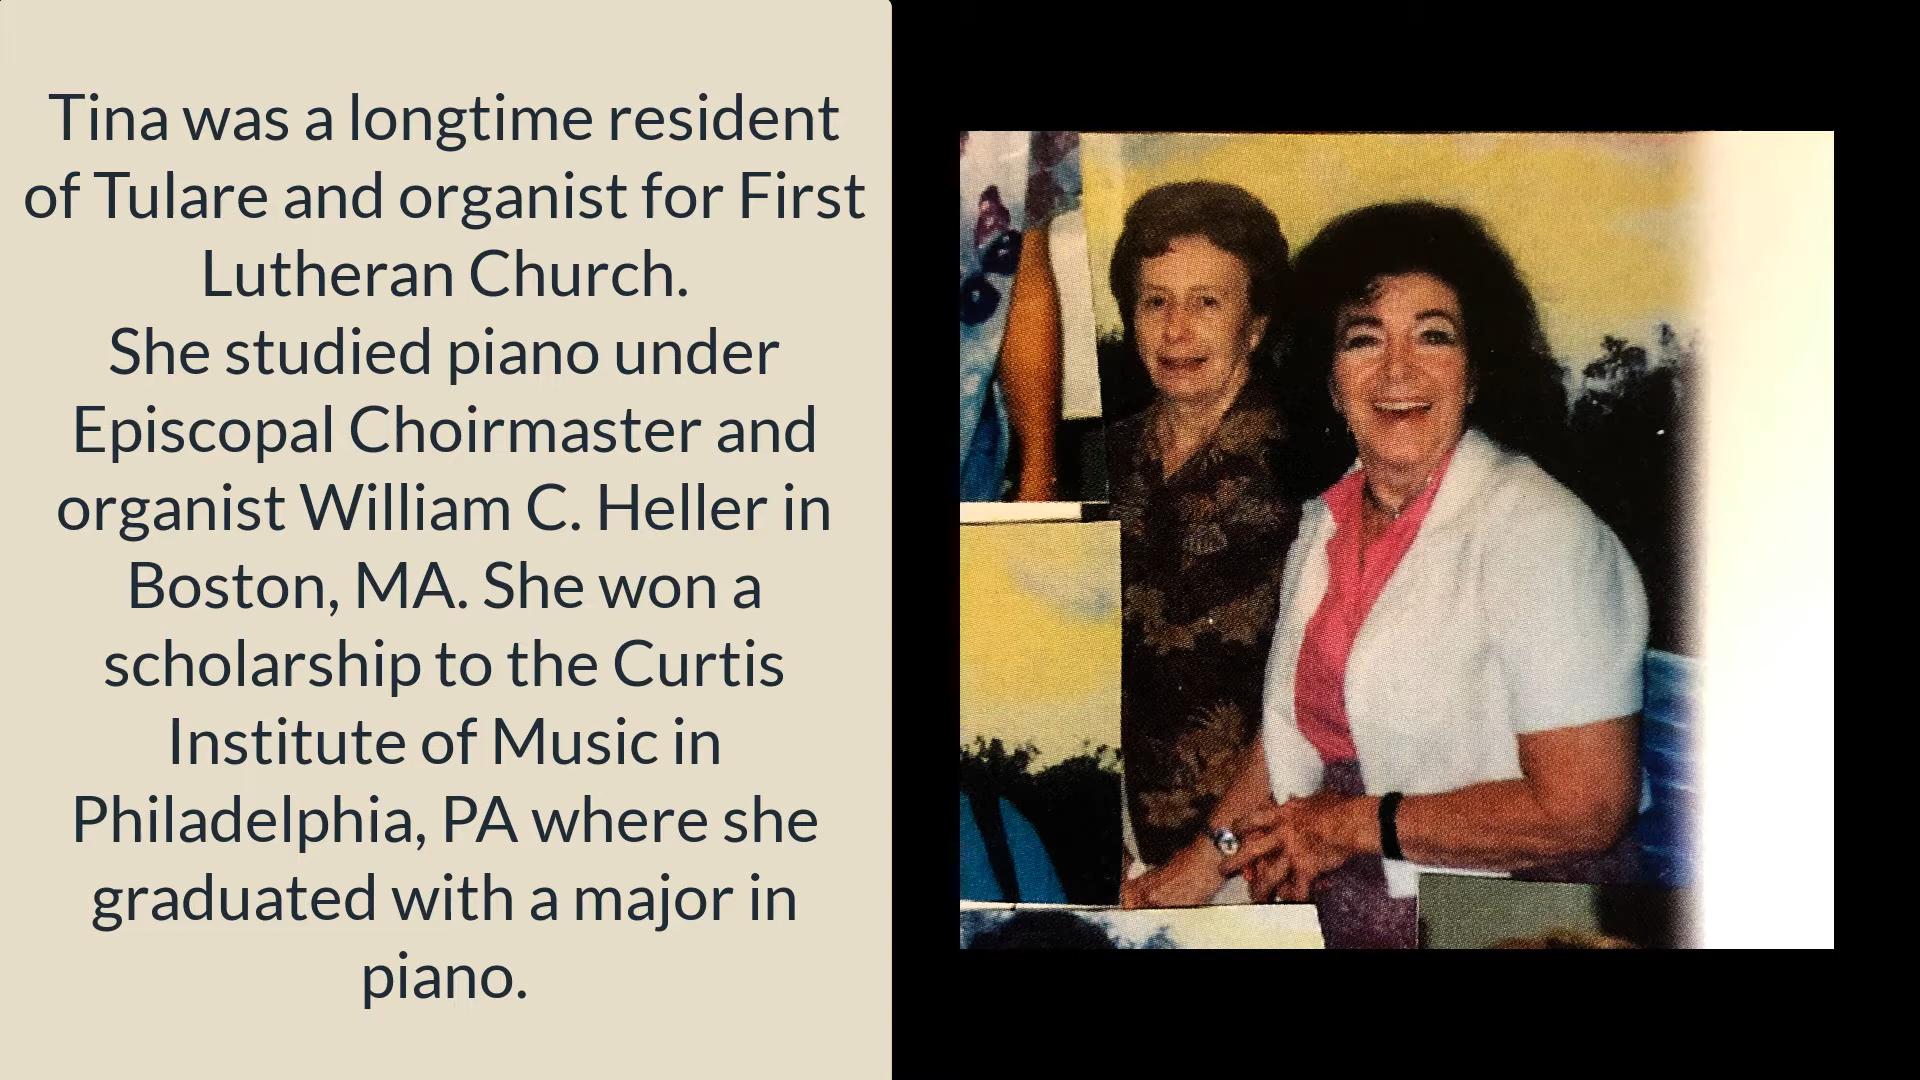 Tina was a longtime resident
of Tulare and organist for First
Lutheran Church.
She studied piano under
Episcopal Choirmaster and
organist William C. Heller in
Boston, MA. She won a
scholarship to the Curtis
Institute of Music in
Philadelphia, PA where she
graduated with a major in
piano.